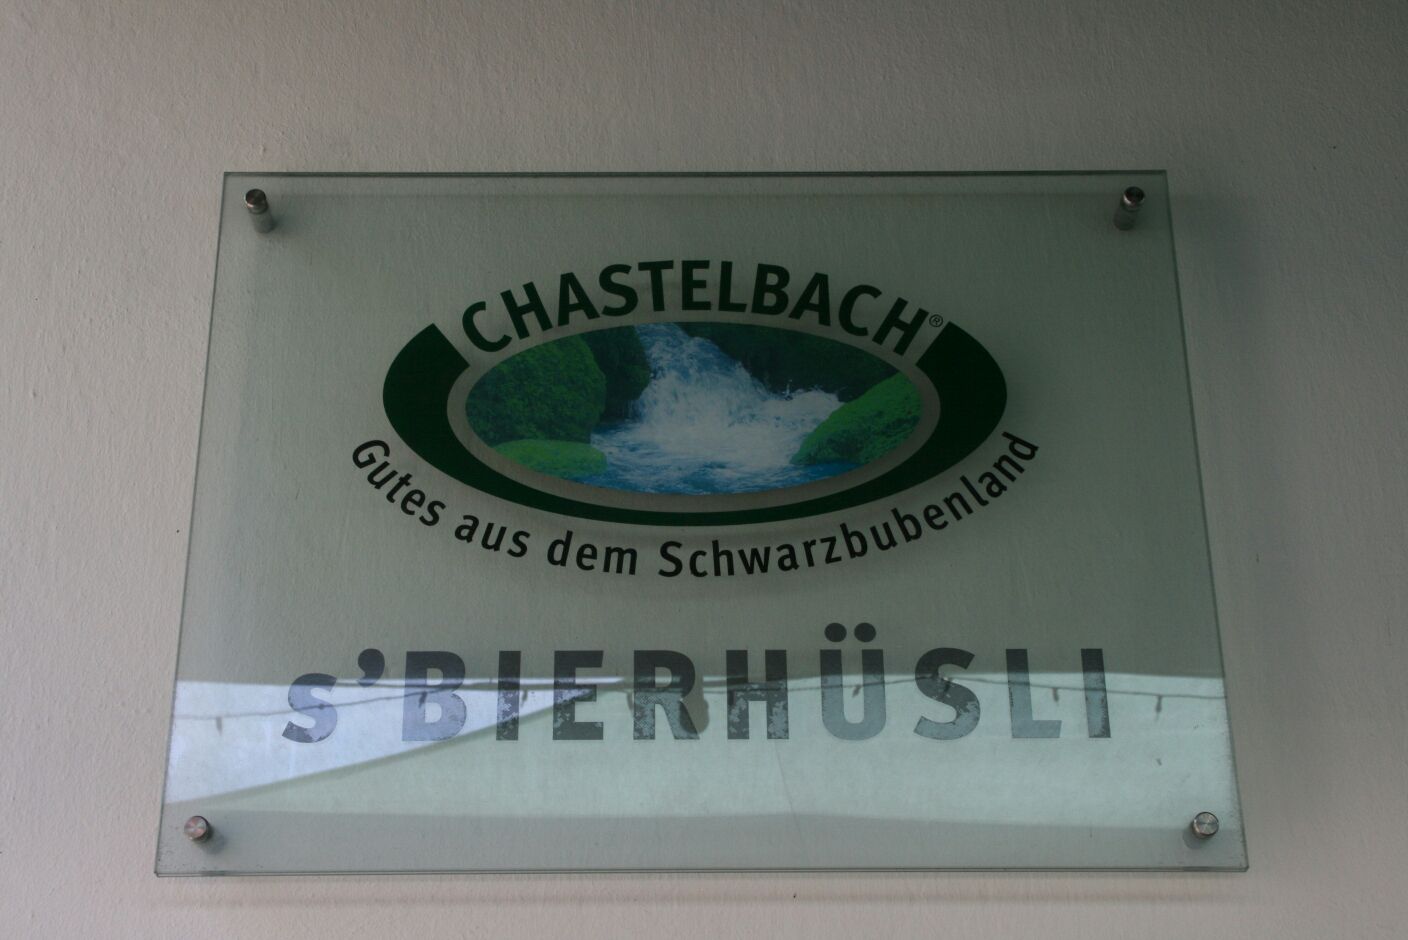 CHASTELBACH®
Gutes aus dem Schwarzbubenland
s'BIERHÜSLI